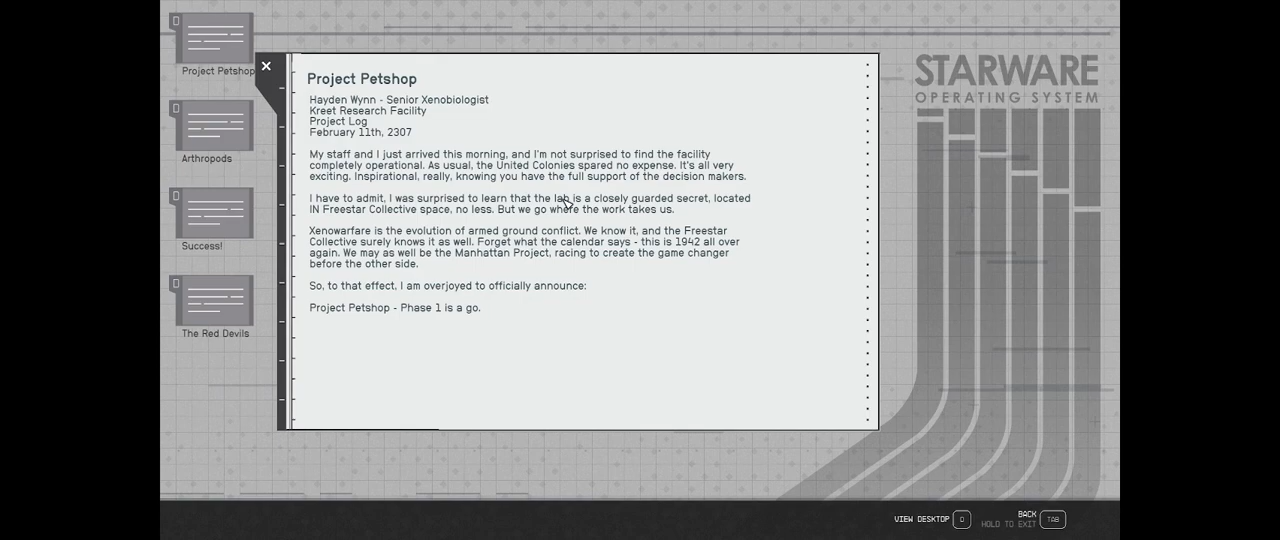 Project Petshop
Arthropods
Success!
The Red Devils
Project Petshop
Hayden Wynn - Senior Xenobiologist
Kreet Research Facility
Project Log
February 11th, 2307
My staff and I just arrived this morning, and I'm not surprised to find the facility
completely operational. As usual, the United Colonies spared no expense. It's all very
exciting. Inspirational, really, knowing you have the full support of the decision makers.
I have to admit, I was surprised to learn that the lab is a closely guarded secret, located
IN Freestar Collective space, no less. But we go where the work takes us.
Xenowarfare is the evolution of armed ground conflict. We know it, and the Freestar
Collective surely knows it as well. Forget what the calendar says - this is 1942 all over
again. We may as well be the Manhattan Project, racing to create the game changer
before the other side.
So, to that effect, I am overjoyed to officially announce:
Project Petshop - Phase 1 is a go.
STARWARE
OPERATING SYSTEM
VIEW DESKTOP Q
BACK
HOLD TO EXIT TAB